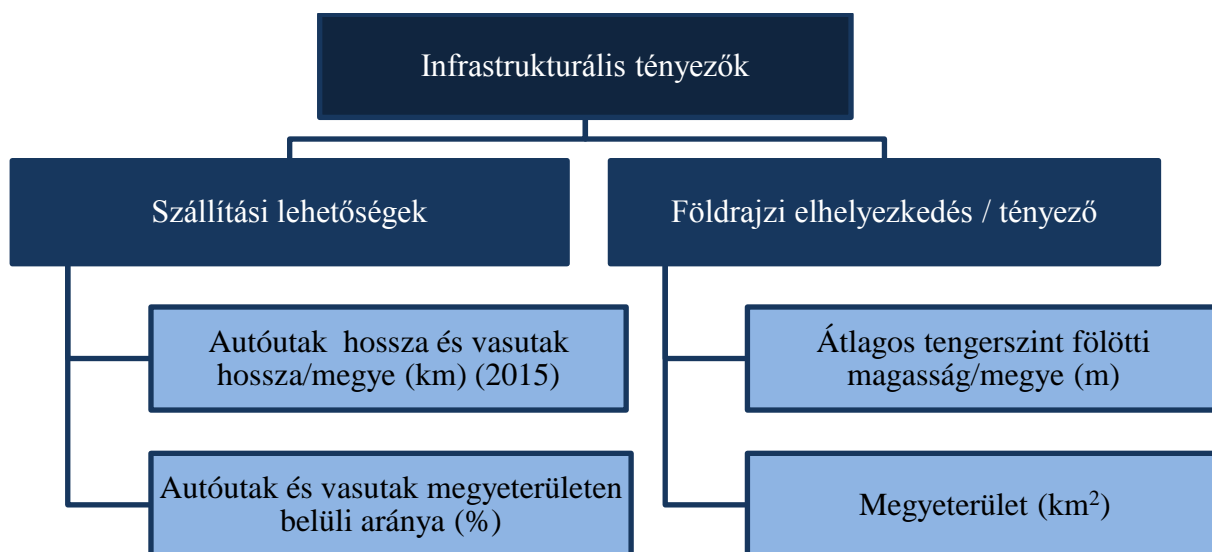 Infrastrukturális tényezők
Szállítási lehetőségek
Autóutak hossza és vasutak
hossza/megye (km) (2015)
Autóutak és vasutak megyeterületen
belüli aránya (%)
Földrajzi elhelyezkedés / tényező
Átlagos tengerszint fölötti
magasság/megye (m)
Megyeterület (km²)